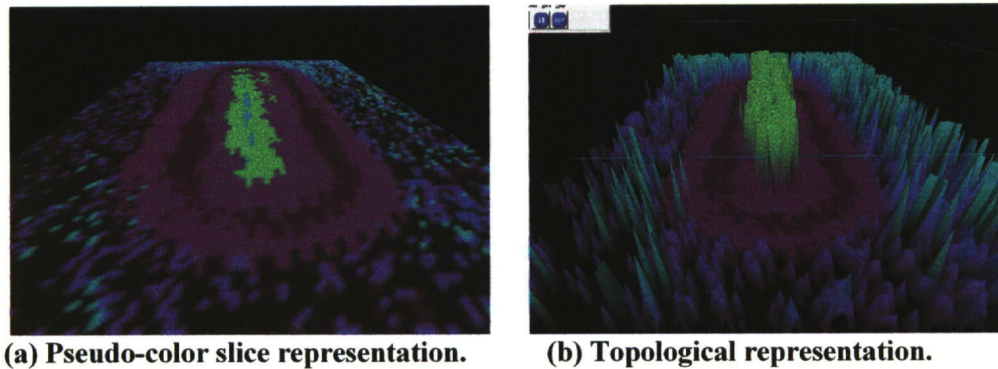 (a) Pseudo-color slice representation.
(b) Topological representation.